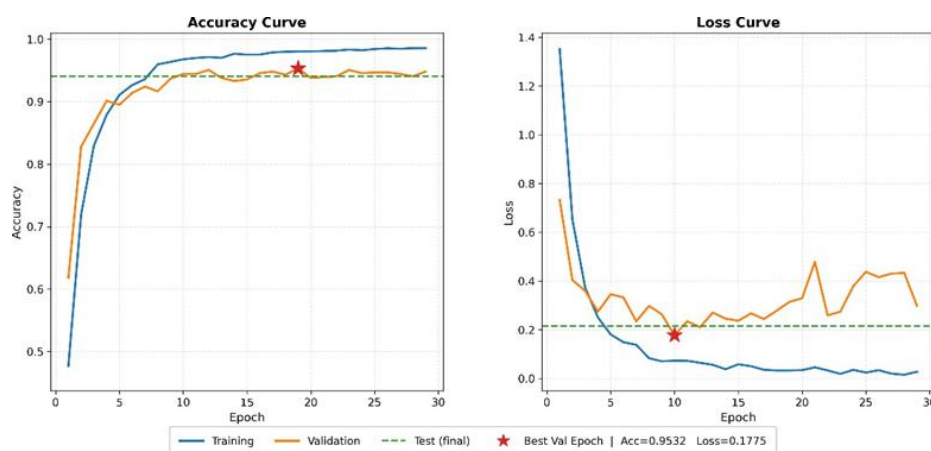 Accuracy Curve
1.0
0.9
0.8
0.7
0.6
0.5
Accuracy
0 5 10 15 20 25 30
Epoch
Loss Curve
1.4
1.2
1.0
0.8
0.6
0.4
0.2
0.0
Loss
0 5 10 15 20 25 30
Epoch
Training Validation Test (final) Best Val Epoch | Acc=0.9532 Loss=0.1775